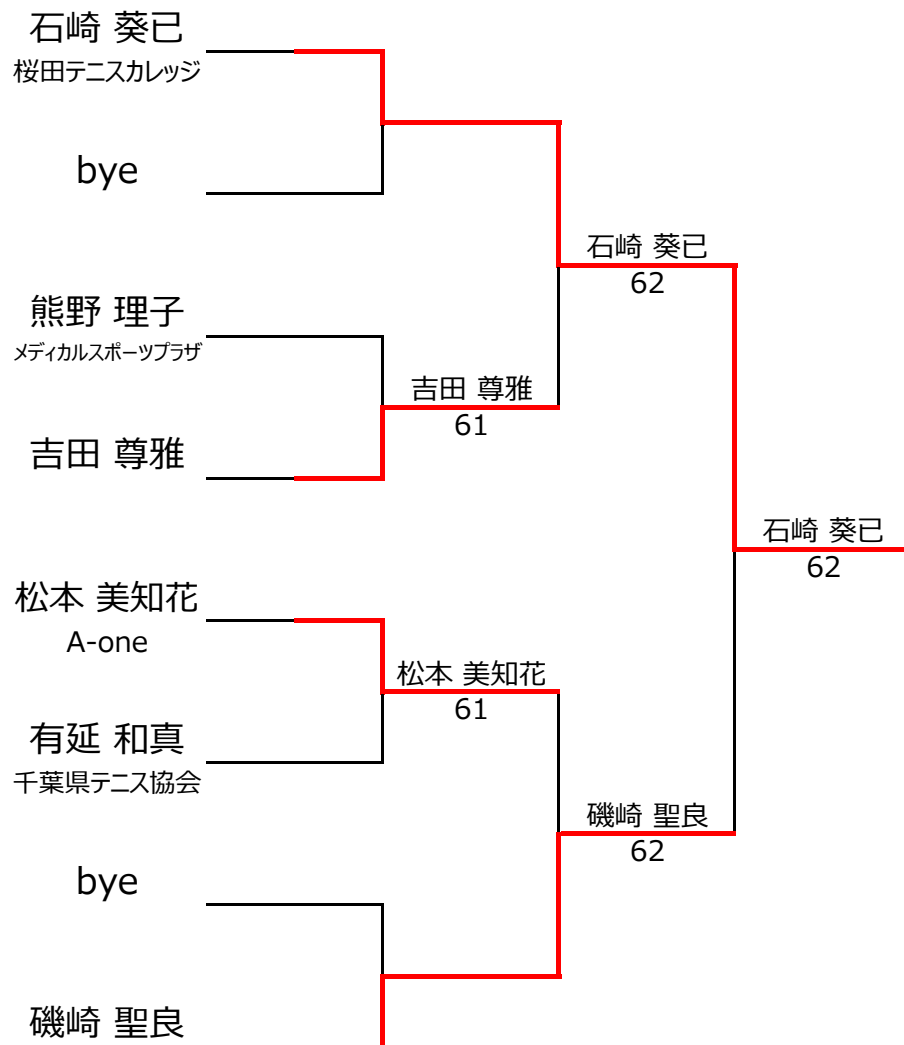 石崎 葵已
桜田テニスカレッジ
bye
熊野 理子
メディカルスポーツプラザ
吉田 尊雅
松本 美知花
A-one
有延 和真
千葉県テニス協会
bye
磯崎 聖良
吉田 尊雅
61
松本 美知花
61
石崎 葵已
62
磯崎 聖良
62
石崎 葵已
62